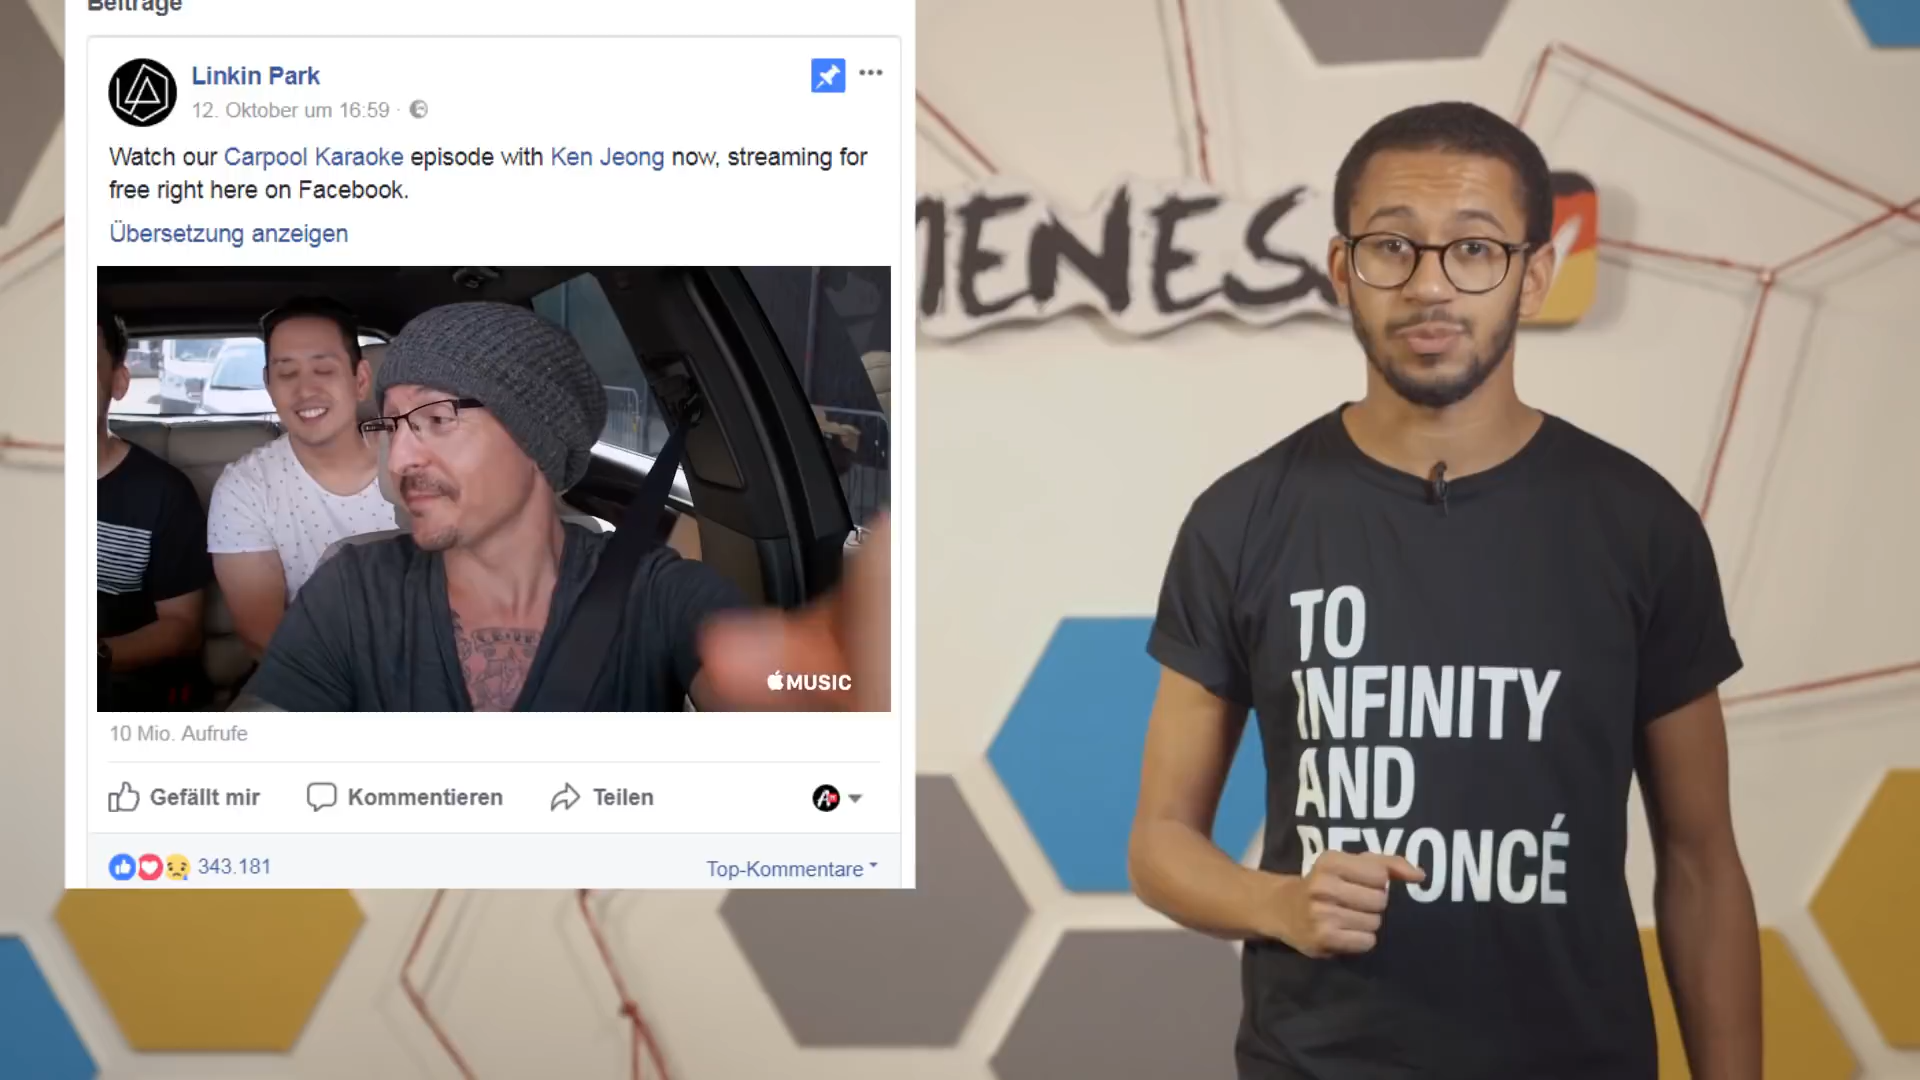 Beiträge
Linkin Park
12. Oktober um 16:59 ·
Watch our Carpool Karaoke episode with Ken Jeong now, streaming for
free right here on Facebook.
Übersetzung anzeigen
MUSIC
10 Mio. Aufrufe
Gefällt mir Kommentieren Teilen
343.181 Top-Kommentare
TO
INFINITY
AND
BEYONCÉ